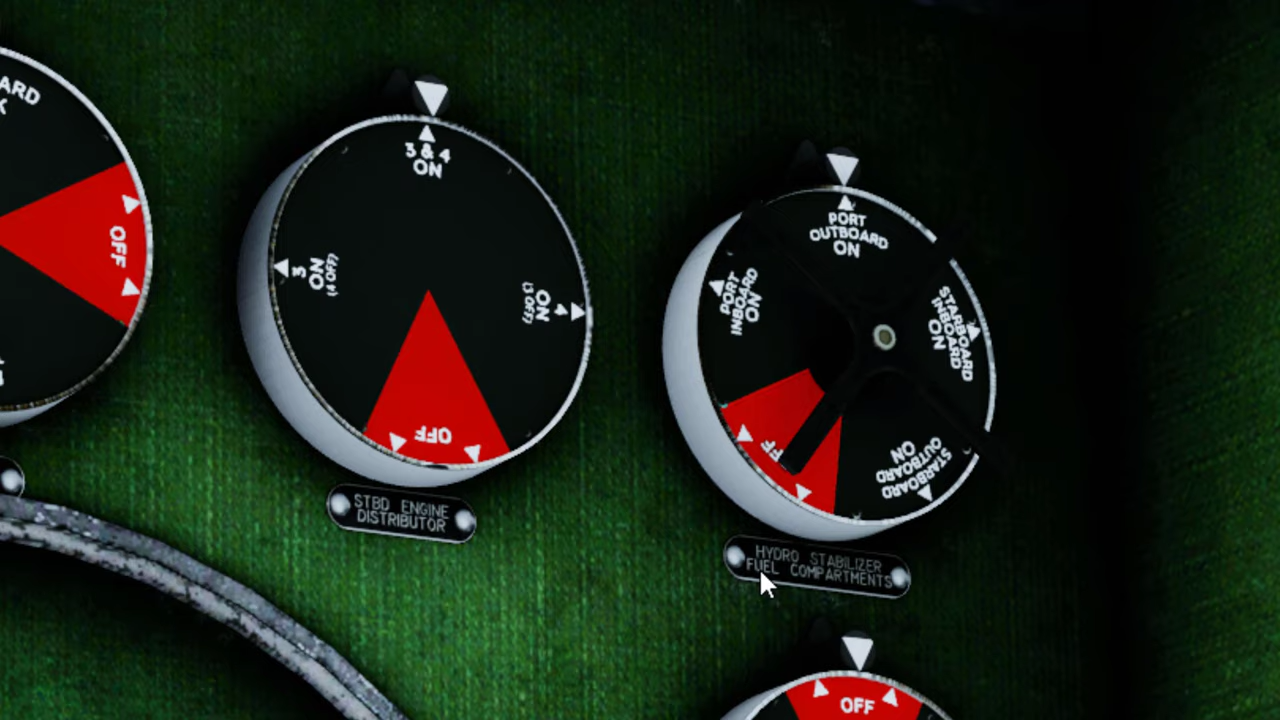 ARD
3 & 4
ON
3
ON
(4 OFF)
4
ON
(3 OFF)
OFF
OFF
STBD ENGINE
DISTRIBUTOR
PORT
OUTBOARD
ON
PORT
INBOARD
ON
STARBOARD
INBOARD
ON
STARBOARD
OUTBOARD
ON
FF
HYDRO STABILIZER
FUEL COMPARTMENTS
OFF